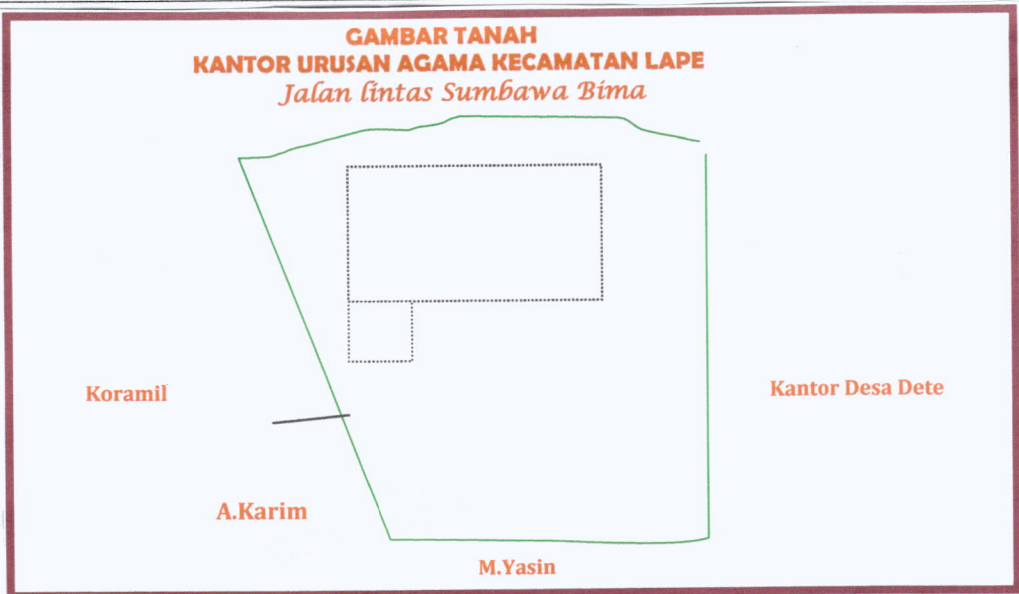 GAMBAR TANAH
KANTOR URUSAN AGAMA KECAMATAN LAPE
Jalan lintas Sumbawa Bima
Koramil
Kantor Desa Dete
A.Karim
M.Yasin